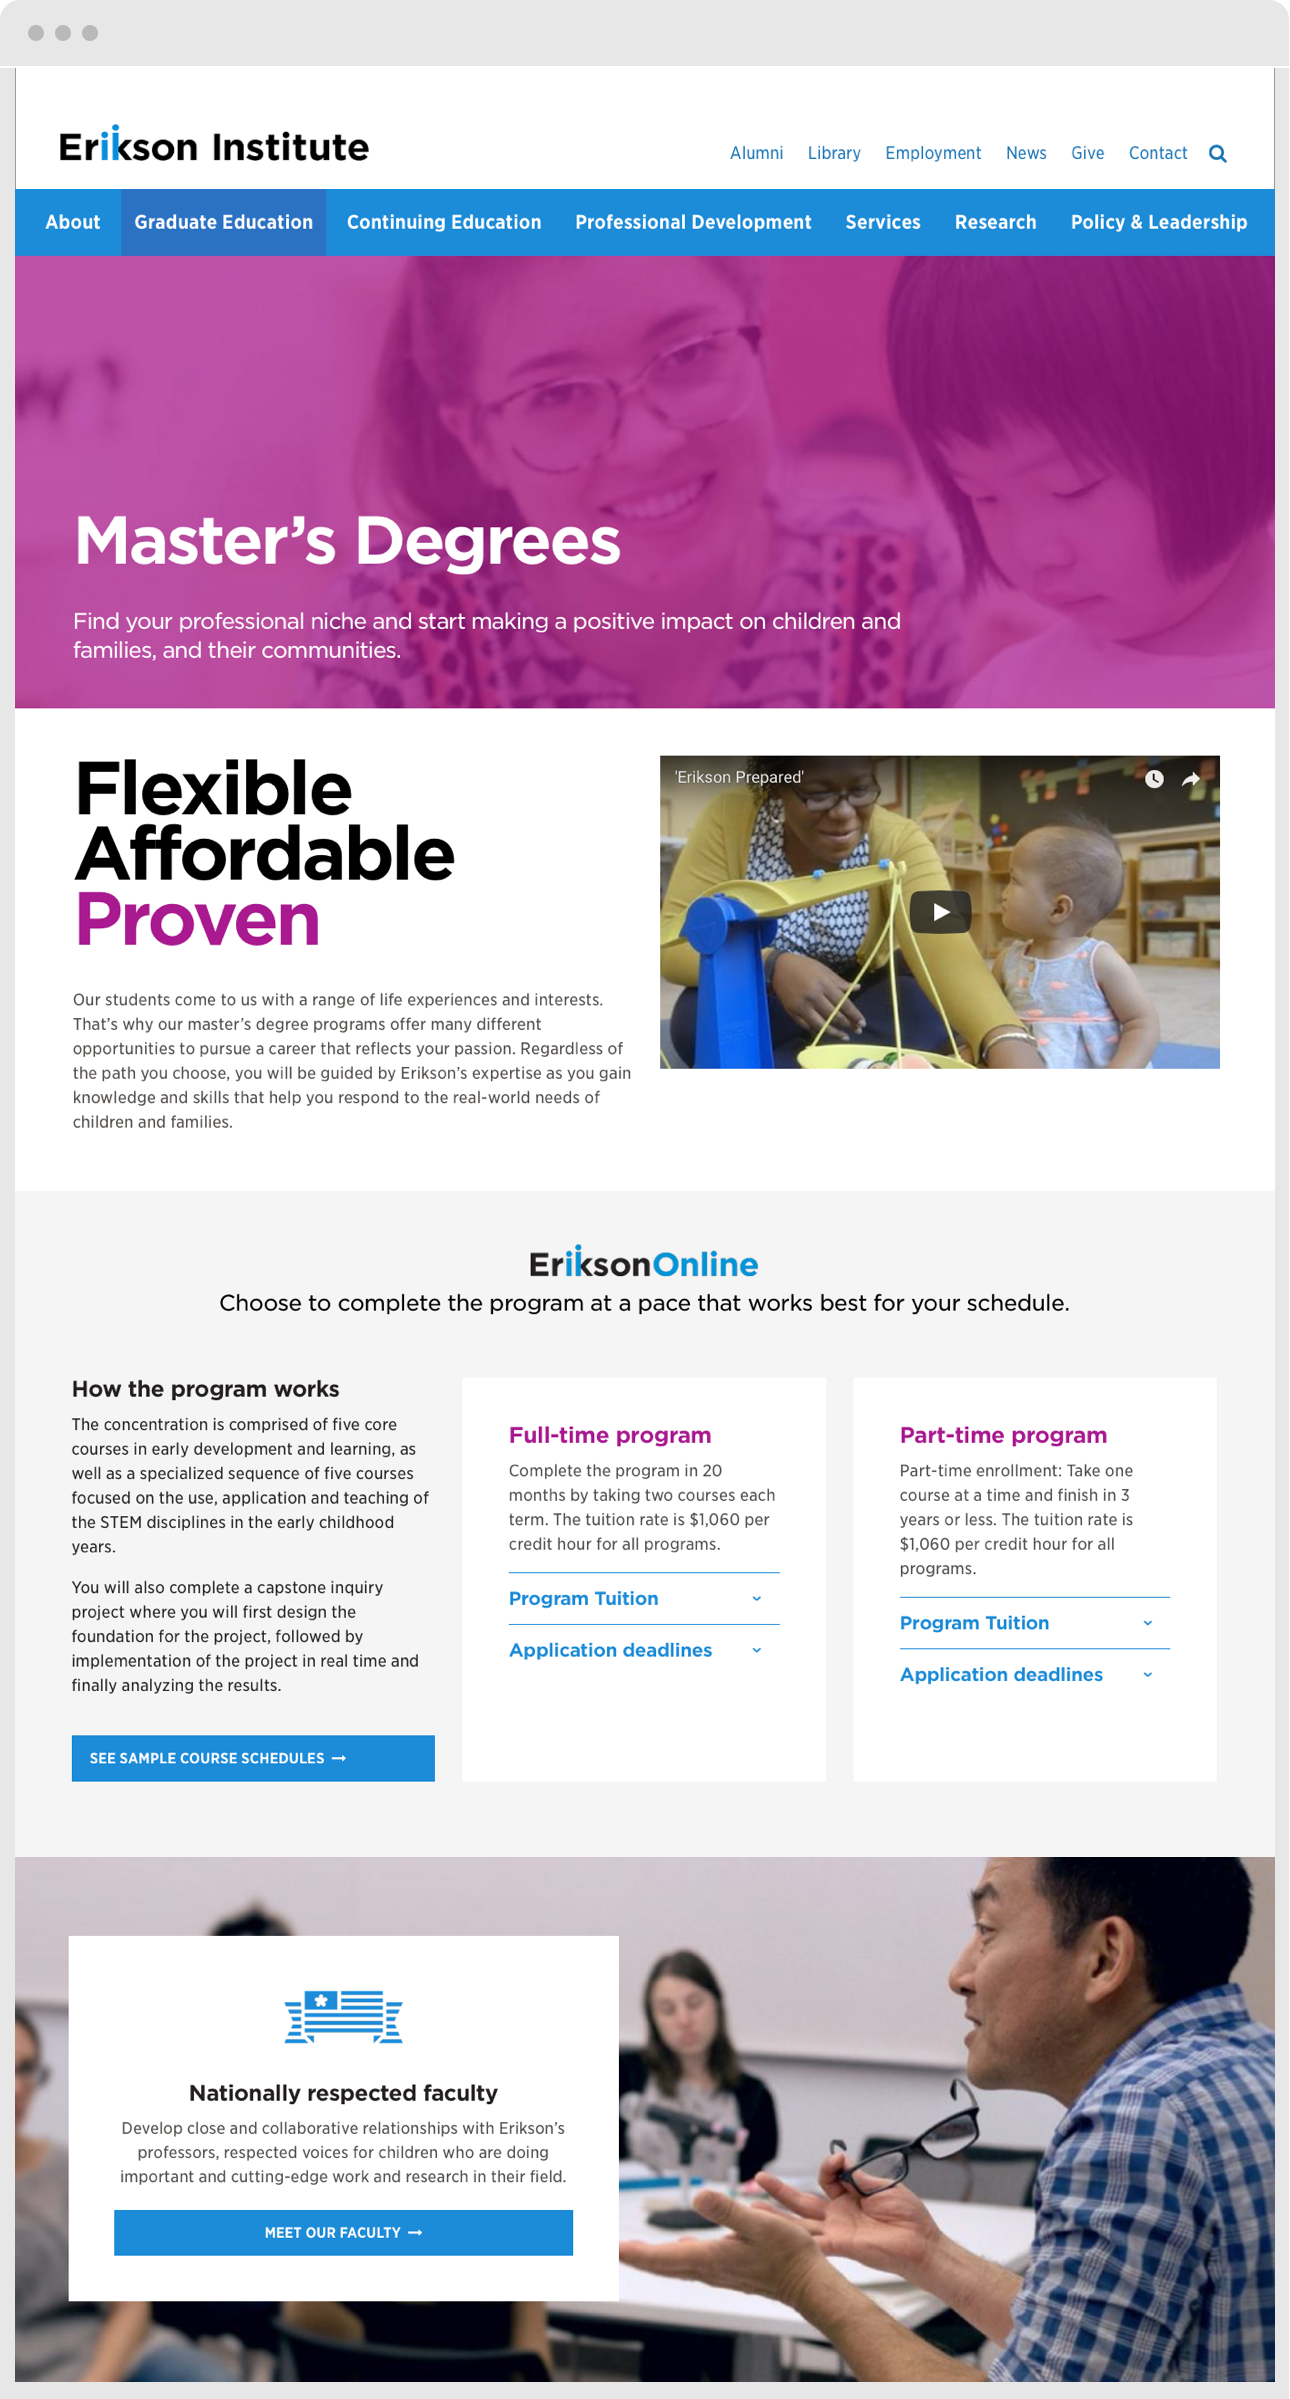 Erikson Institute
Alumni Library Employment News Give Contact
About Graduate Education Continuing Education Professional Development Services Research Policy & Leadership
Master’s Degrees
Find your professional niche and start making a positive impact on children and
families, and their communities.
Flexible
Affordable
Proven
Our students come to us with a range of life experiences and interests.
That’s why our master’s degree programs offer many different
opportunities to pursue a career that reflects your passion. Regardless of
the path you choose, you will be guided by Erikson’s expertise as you gain
knowledge and skills that help you respond to the real-world needs of
children and families.
'Erikson Prepared'
EriksonOnline
Choose to complete the program at a pace that works best for your schedule.
How the program works
The concentration is comprised of five core
courses in early development and learning, as
well as a specialized sequence of five courses
focused on the use, application and teaching of
the STEM disciplines in the early childhood
years.
You will also complete a capstone inquiry
project where you will first design the
foundation for the project, followed by
implementation of the project in real time and
finally analyzing the results.
SEE SAMPLE COURSE SCHEDULES →
Full-time program
Complete the program in 20
months by taking two courses each
term. The tuition rate is $1,060 per
credit hour for all programs.
Program Tuition
Application deadlines
Part-time program
Part-time enrollment: Take one
course at a time and finish in 3
years or less. The tuition rate is
$1,060 per credit hour for all
programs.
Program Tuition
Application deadlines
Nationally respected faculty
Develop close and collaborative relationships with Erikson’s
professors, respected voices for children who are doing
important and cutting-edge work and research in their field.
MEET OUR FACULTY →